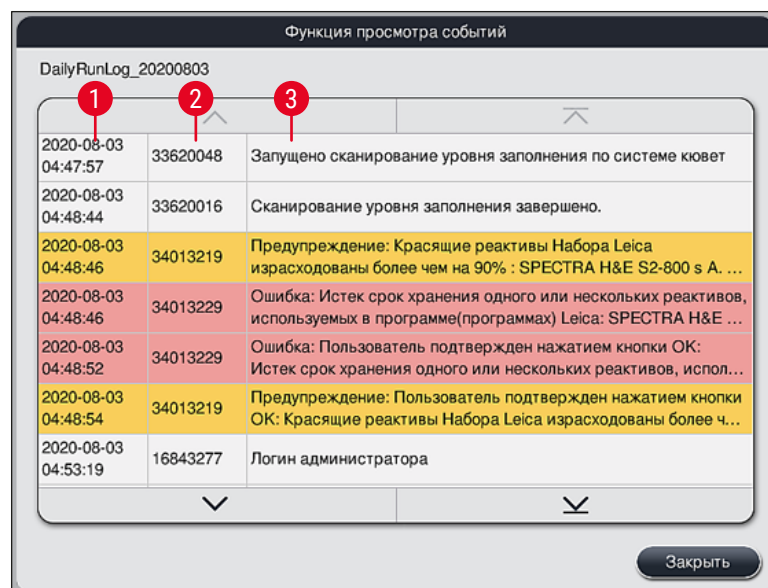 Функция просмотра событий
DailyRunLog_20200803
1 2 3
2020-08-03
04:47:57
33620048
Запущено сканирование уровня заполнения по системе кювет
2020-08-03
04:48:44
33620016
Сканирование уровня заполнения завершено.
2020-08-03
04:48:46
34013219
Предупреждение: Красящие реактивы Набора Leica
израсходованы более чем на 90% : SPECTRA H&E S2-800 s A. ...
2020-08-03
04:48:46
34013229
Ошибка: Истек срок хранения одного или нескольких реактивов,
используемых в программе(программах) Leica: SPECTRA H&E ...
2020-08-03
04:48:52
34013229
Ошибка: Пользователь подтвержден нажатием кнопки OK:
Истек срок хранения одного или нескольких реактивов, испол...
2020-08-03
04:48:54
34013219
Предупреждение: Пользователь подтвержден нажатием кнопки
OK: Красящие реактивы Набора Leica израсходованы более ч...
2020-08-03
04:53:19
16843277
Логин администратора
Закрыть